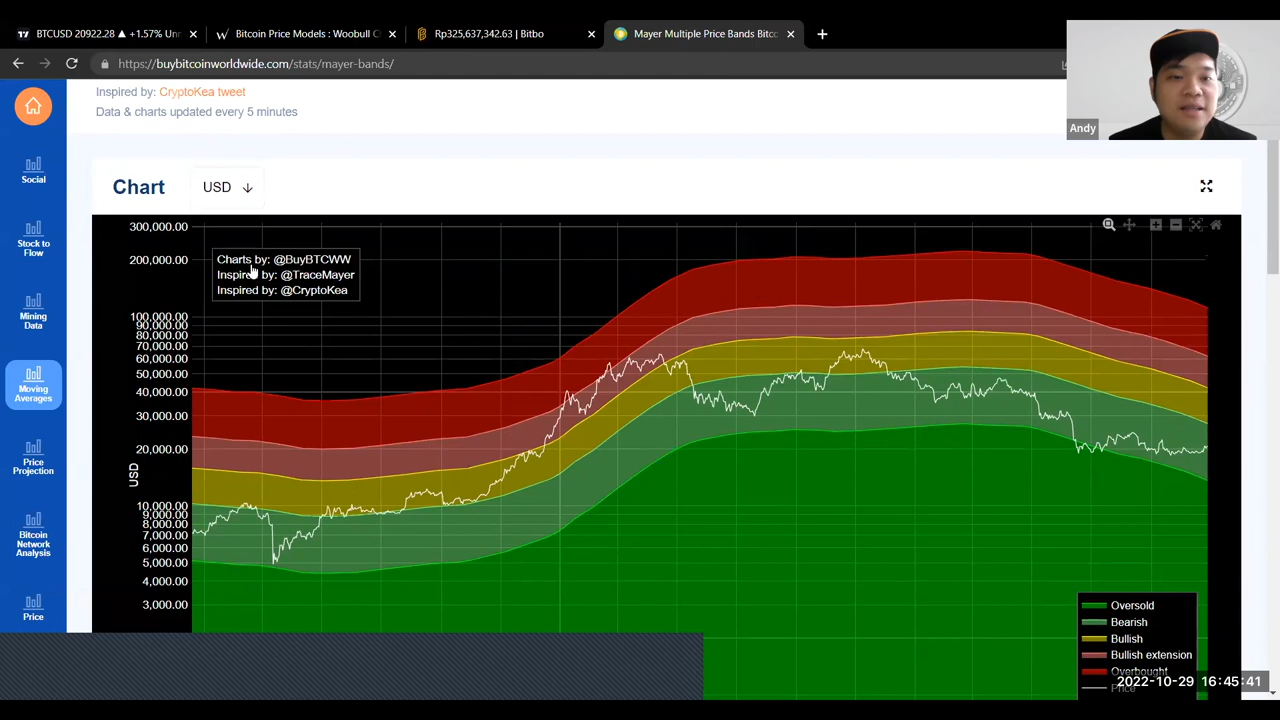 BTCUSD 20922.28 ▲ +1.57% Un
Bitcoin Price Models : Woobull C
Rp325,637,342.63 | Bitbo
Mayer Multiple Price Bands Bitc
https://buybitcoinworldwide.com/stats/mayer-bands/
Andy
Inspired by: CryptoKea tweet
Data & charts updated every 5 minutes
Social
Stock to
Flow
Mining
Data
Moving
Averages
Price
Projection
Bitcoin
Network
Analysis
Price
Chart
USD
300,000.00
200,000.00
100,000.00
90,000.00
80,000.00
70,000.00
60,000.00
50,000.00
40,000.00
30,000.00
20,000.00
10,000.00
9,000.00
8,000.00
7,000.00
6,000.00
5,000.00
4,000.00
3,000.00
USD
Charts by: @BuyBTCWW
Inspired by: @TraceMayer
Inspired by: @CryptoKea
Oversold
Bearish
Bullish
Bullish extension
Overbought
Price
2022-10-29 16:45:41